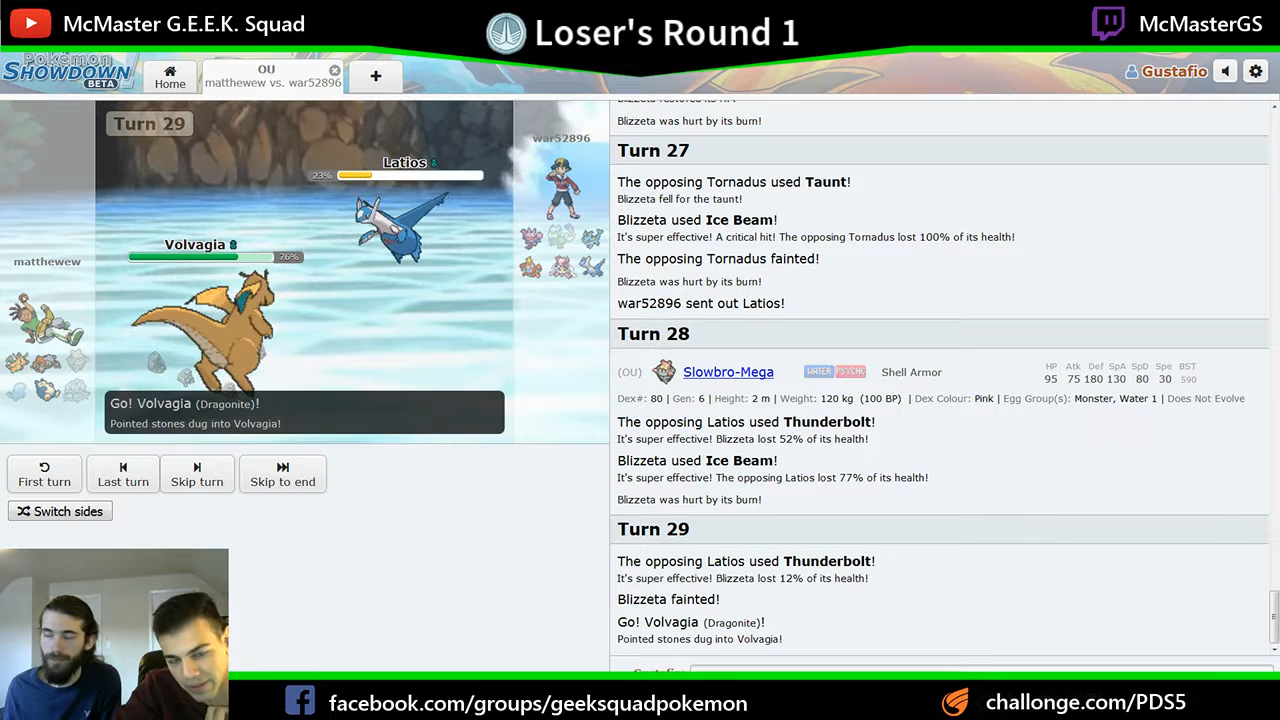 McMaster G.E.E.K. Squad
Loser's Round 1
McMasterGS
Pokémon
SHOWDOWN
BETA
Home
OU
matthewew vs. war52896
+
Gustafio
Turn 29
Latios
23%
Volvagia
76%
matthewew
war52896
Go! Volvagia (Dragonite)!
Pointed stones dug into Volvagia!
First turn
Last turn
Skip turn
Skip to end
Switch sides
Blizzeta was hurt by its burn!
Turn 27
The opposing Tornadus used Taunt!
Blizzeta fell for the taunt!
Blizzeta used Ice Beam!
It's super effective! A critical hit! The opposing Tornadus lost 100% of its health!
The opposing Tornadus fainted!
Blizzeta was hurt by its burn!
war52896 sent out Latios!
Turn 28
HP Atk Def SpA SpD Spe BST
(OU) Slowbro-Mega WATER PSYCHC Shell Armor 95 75 180 130 80 30 590
Dex#: 80 | Gen: 6 | Height: 2 m | Weight: 120 kg (100 BP) | Dex Colour: Pink | Egg Group(s): Monster, Water 1 | Does Not Evolve
The opposing Latios used Thunderbolt!
It's super effective! Blizzeta lost 52% of its health!
Blizzeta used Ice Beam!
It's super effective! The opposing Latios lost 77% of its health!
Blizzeta was hurt by its burn!
Turn 29
The opposing Latios used Thunderbolt!
It's super effective! Blizzeta lost 12% of its health!
Blizzeta fainted!
Go! Volvagia (Dragonite)!
Pointed stones dug into Volvagia!
facebook.com/groups/geeksquadpokemon
challonge.com/PDS5